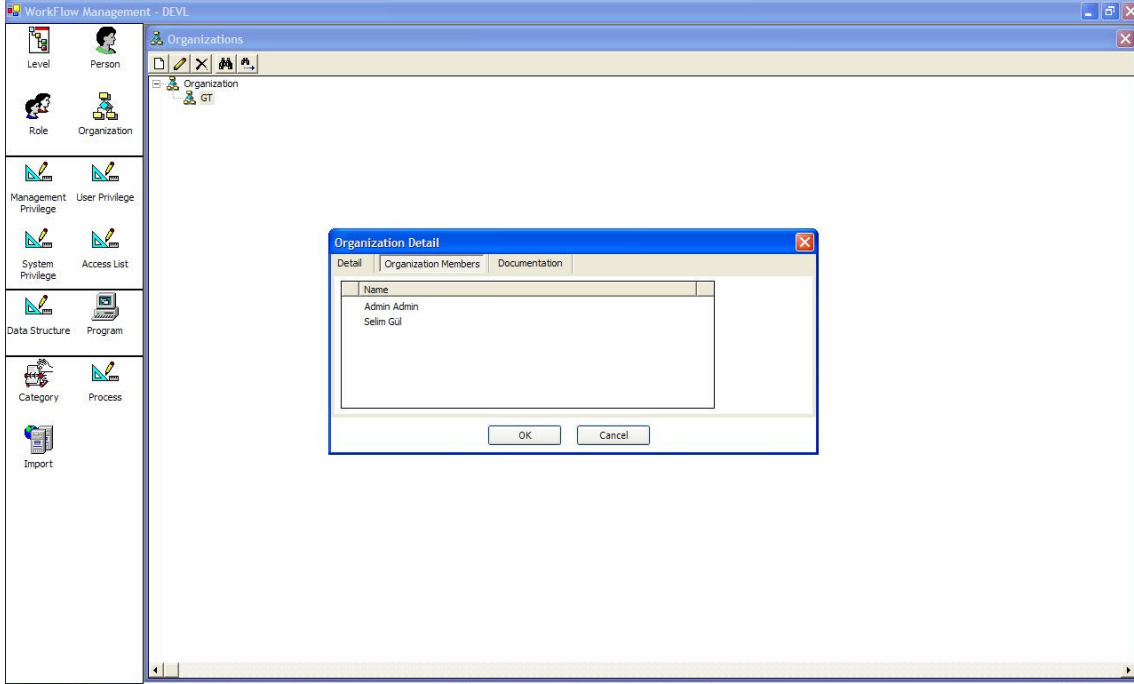 WorkFlow Management - DEVL
Level
Person
Role
Organization
Management Privilege
User Privilege
System Privilege
Access List
Data Structure
Program
Category
Process
Import
Organizations
Organization
GT
Organization Detail
Detail
Organization Members
Documentation
Name
Admin Admin
Selim Gül
OK
Cancel